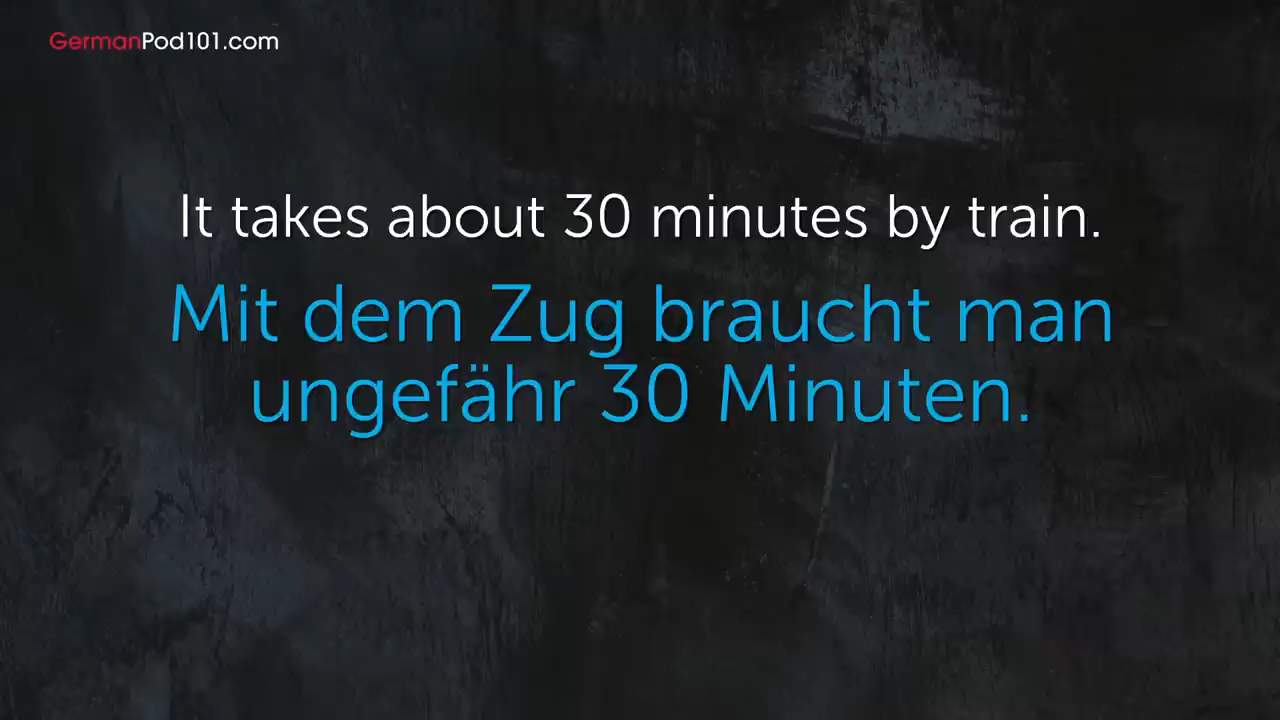 GermanPod101.com
It takes about 30 minutes by train.
Mit dem Zug braucht man
ungefähr 30 Minuten.